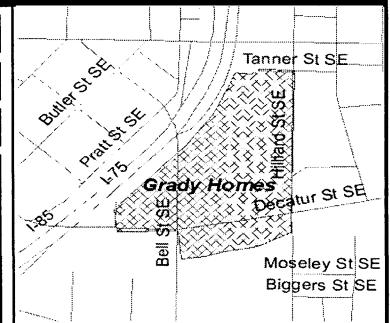 Tanner St SE
Butler St SE
Pratt St SE
Hilliard St SE
I-75
Grady Homes
I-85
Decatur St SE
Bell St SE
Moseley St SE
Biggers St SE